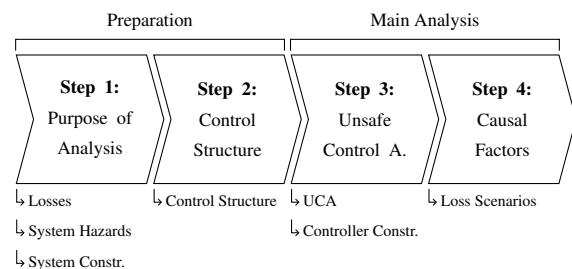 Preparation
Main Analysis
Step 1:
Purpose of
Analysis
Step 2:
Control
Structure
Step 3:
Unsafe
Control A.
Step 4:
Causal
Factors
↳ Losses
↳ System Hazards
↳ System Constr.
↳ Control Structure
↳ UCA
↳ Controller Constr.
↳ Loss Scenarios